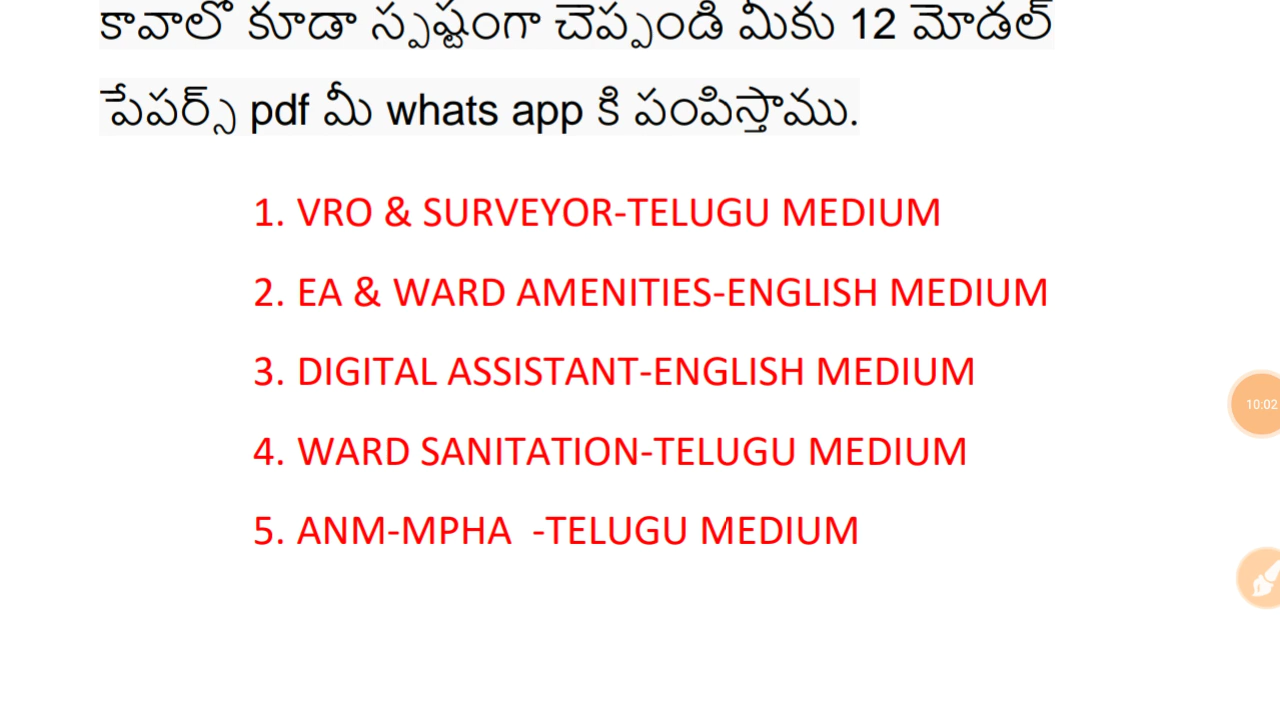 కావాలో కూడా స్పష్టంగా చెప్పండి మీకు 12 మోడల్
పేపర్స్ pdf మీ whats app కి పంపిస్తాము.
1. VRO & SURVEYOR-TELUGU MEDIUM
2. EA & WARD AMENITIES-ENGLISH MEDIUM
3. DIGITAL ASSISTANT-ENGLISH MEDIUM
10:02
4. WARD SANITATION-TELUGU MEDIUM
5. ANM-MPHA -TELUGU MEDIUM